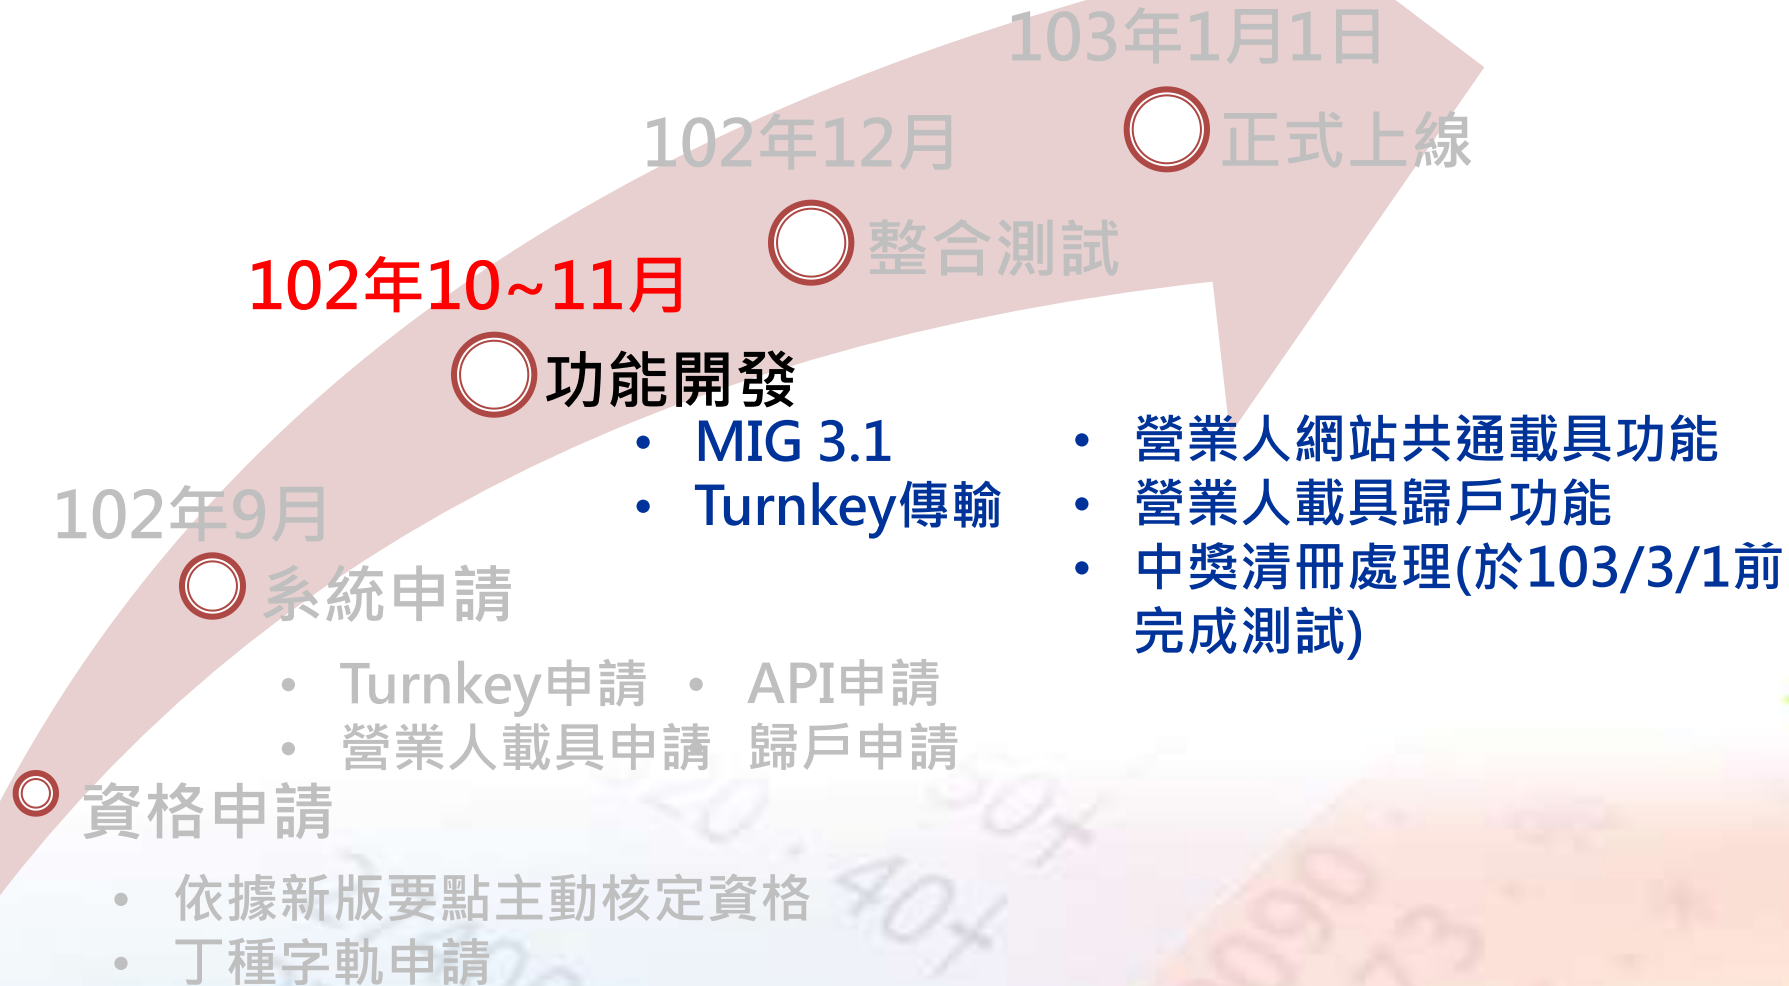 103年1月1日
正式上線
102年12月
整合測試
102年10~11月
功能開發
• MIG 3.1
• Turnkey傳輸
• 營業人網站共通載具功能
• 營業人載具歸戶功能
• 中獎清冊處理(於103/3/1前
完成測試)
102年9月
系統申請
• Turnkey申請
• 營業人載具申請
• API申請
歸戶申請
資格申請
• 依據新版要點主動核定資格
• 丁種字軌申請